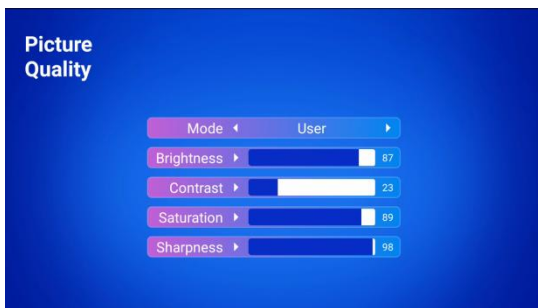 Picture
Quality
Mode User
Brightness 87
Contrast 23
Saturation 89
Sharpness 98